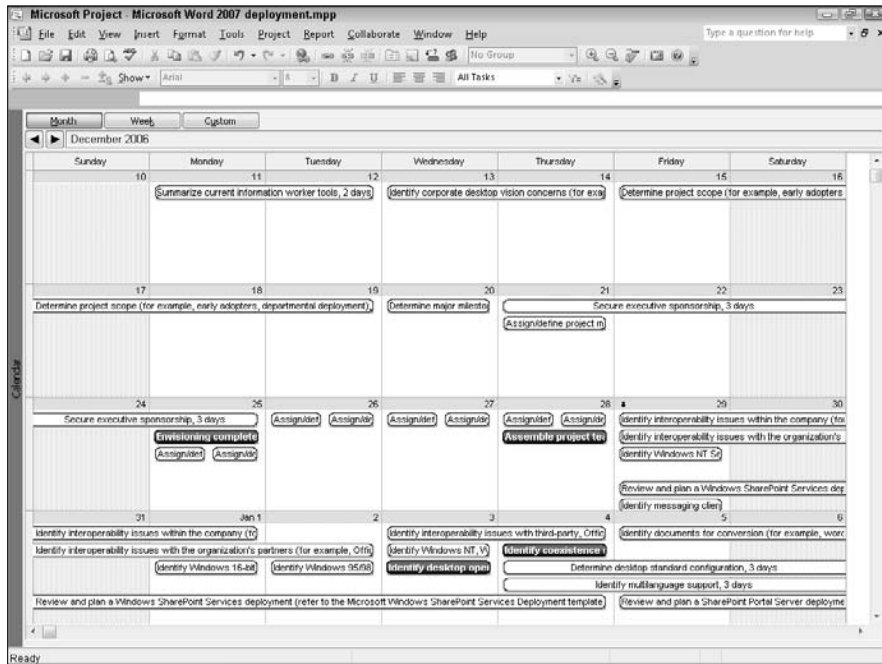 Microsoft Project - Microsoft Word 2007 deployment.mpp
File Edit View Insert Format Tools Project Report Collaborate Window Help
Type a question for help
No Group
Show Arial 8 B I U All Tasks
Month Week Custom
December 2006
Sunday Monday Tuesday Wednesday Thursday Friday Saturday
10 11 12 13 14 15 16
Summarize current information worker tools, 2 days
Identify corporate desktop vision concerns (for exa
Determine project scope (for example, early adopters
17 18 19 20 21 22 23
Determine project scope (for example, early adopters, departmental deployment),
Determine major milesto
Secure executive sponsorship, 3 days
Assign/define project m
24 25 26 27 28 29 30
Secure executive sponsorship, 3 days
Assign/def Assign/de Assign/def Assign/de Assign/def Assign/de
Identify interoperability issues within the company (fo
Envisioning complete
Assemble project te
Identify interoperability issues with the organization's
Assign/def Assign/de
Identify Windows NT Se
Review and plan a Windows SharePoint Services dep
Identify messaging clien
31 Jan 1 2 3 4 5 6
Identify interoperability issues within the company (fo
Identify interoperability issues with third-party, Offic
Identify documents for conversion (for example, word
Identify interoperability issues with the organization's partners (for example, Offi
Identify Windows NT, W
Identify coexistence
Identify Windows 16-bit
Identify Windows 95/98
Identify desktop oper
Determine desktop standard configuration, 3 days
Identify multilanguage support, 3 days
Review and plan a Windows SharePoint Services deployment (refer to the Microsoft Windows SharePoint Services Deployment template
Review and plan a SharePoint Portal Server deployme
Calendar
Ready